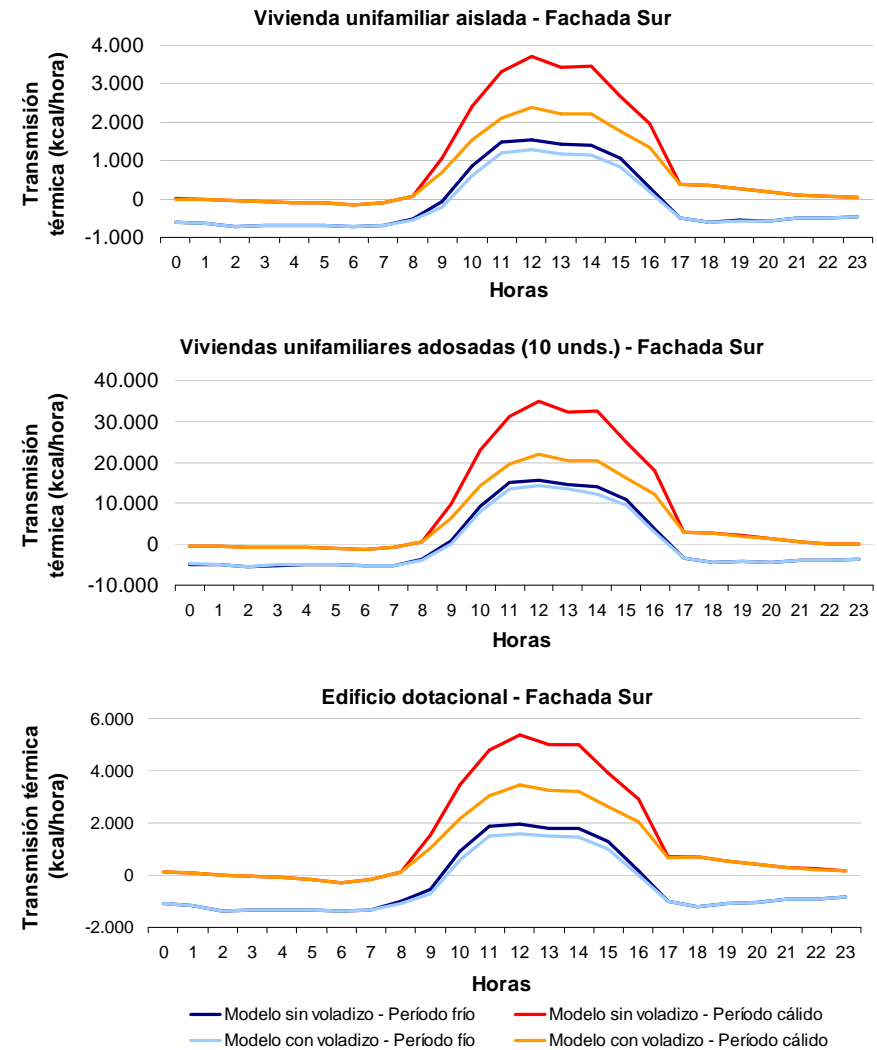 Vivienda unifamiliar aislada - Fachada Sur
Transmisión
térmica (kcal/hora)
4.000
3.000
2.000
1.000
0
-1.000
0 1 2 3 4 5 6 7 8 9 10 11 12 13 14 15 16 17 18 19 20 21 22 23
Horas
Viviendas unifamiliares adosadas (10 unds.) - Fachada Sur
Transmisión
térmica (kcal/hora)
40.000
30.000
20.000
10.000
0
-10.000
0 1 2 3 4 5 6 7 8 9 10 11 12 13 14 15 16 17 18 19 20 21 22 23
Horas
Edificio dotacional - Fachada Sur
Transmisión térmica
(kcal/hora)
6.000
4.000
2.000
0
-2.000
0 1 2 3 4 5 6 7 8 9 10 11 12 13 14 15 16 17 18 19 20 21 22 23
Horas
Modelo sin voladizo - Período frío
Modelo sin voladizo - Período cálido
Modelo con voladizo - Período fío
Modelo con voladizo - Período cálido